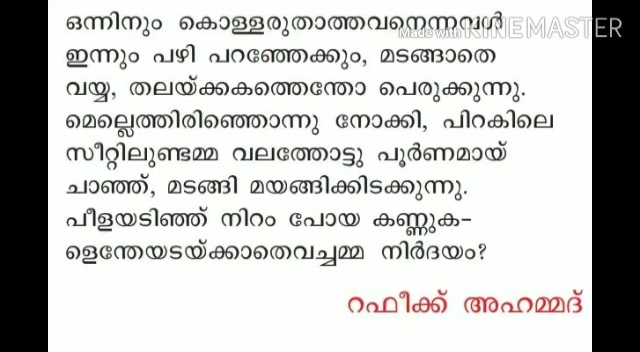 ഒന്നിനും കൊള്ളരുതാത്തവനെന്നവൾ
Made with KINEMASTER
ഇന്നും പഴി പറഞ്ഞേക്കും, മടങ്ങാതെ
വയ്യ, തലയ്ക്കകത്തെന്തോ പെരുക്കുന്നു.
മെല്ലെത്തിരിഞ്ഞൊന്നു നോക്കി, പിറകിലെ
സീറ്റിലുണ്ടമ്മ വലത്തോട്ടു പൂർണമായ്
ചാഞ്ഞ്, മടങ്ങി മയങ്ങിക്കിടക്കുന്നു.
പീളയടിഞ്ഞ് നിറം പോയ കണ്ണുക-
ളെന്തേയടയ്ക്കാതെവച്ചമ്മ നിർദയം?
റഫീക്ക് അഹമ്മദ്